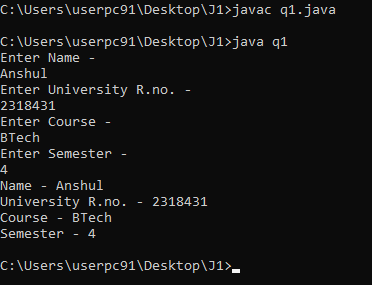 C:\Users\userpc91\Desktop\J1>javac q1.java
C:\Users\userpc91\Desktop\J1>java q1
Enter Name -
Anshul
Enter University R.no. -
2318431
Enter Course -
BTech
Enter Semester -
4
Name - Anshul
University R.no. - 2318431
Course - BTech
Semester - 4
C:\Users\userpc91\Desktop\J1>